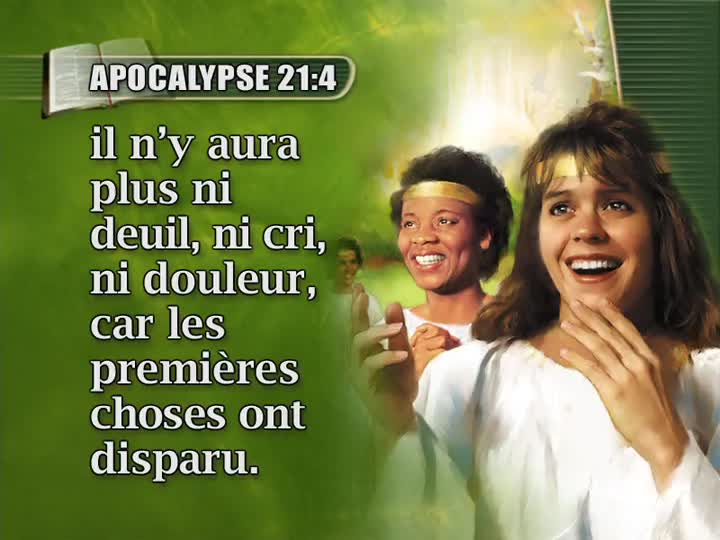 APOCALYPSE 21:4
il n’y aura
plus ni
deuil, ni cri,
ni douleur,
car les
premières
choses ont
disparu.